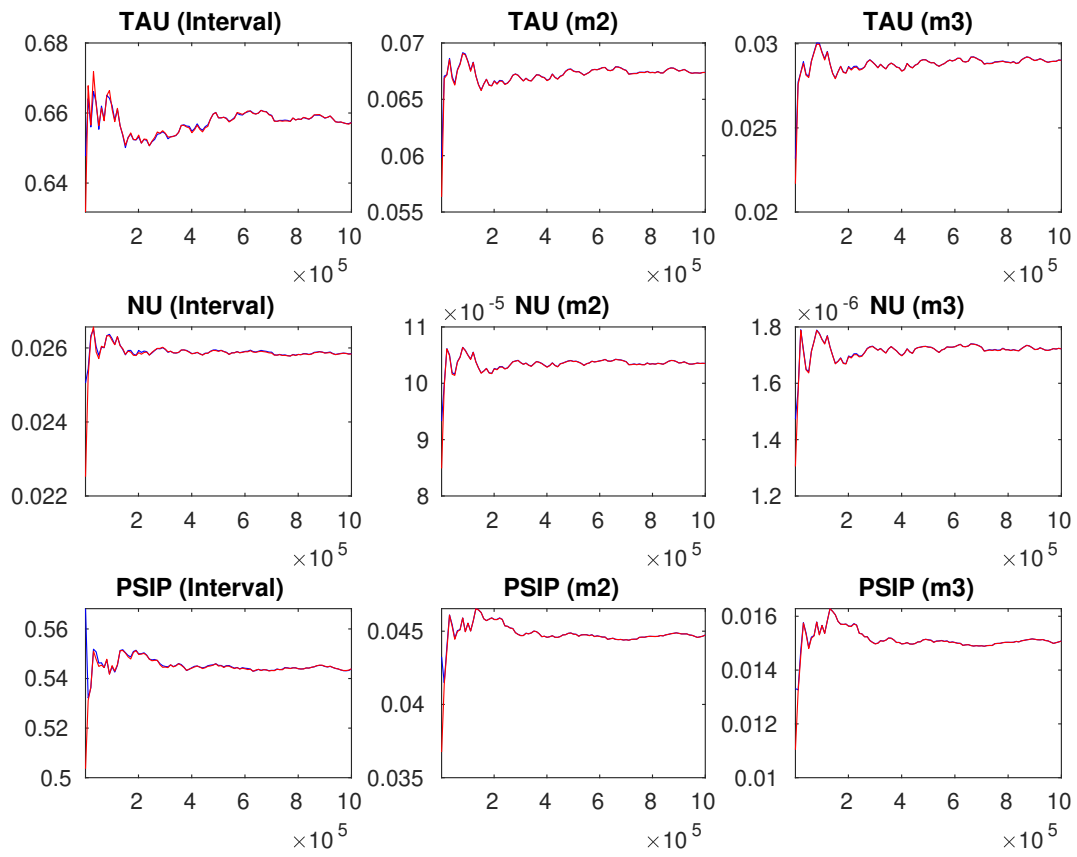 TAU (Interval)
0.68
0.66
0.64
2 4 6 8 10
×10 5
TAU (m2)
0.07
0.065
0.06
0.055
2 4 6 8 10
×10 5
TAU (m3)
0.03
0.025
0.02
2 4 6 8 10
×10 5
NU (Interval)
0.026
0.024
0.022
2 4 6 8 10
×10 5
×10 -5
NU (m2)
11
10
9
8
2 4 6 8 10
×10 5
×10 -6
NU (m3)
1.8
1.6
1.4
1.2
2 4 6 8 10
×10 5
PSIP (Interval)
0.56
0.54
0.52
0.5
2 4 6 8 10
×10 5
PSIP (m2)
0.045
0.04
0.035
2 4 6 8 10
×10 5
PSIP (m3)
0.016
0.014
0.012
0.01
2 4 6 8 10
×10 5